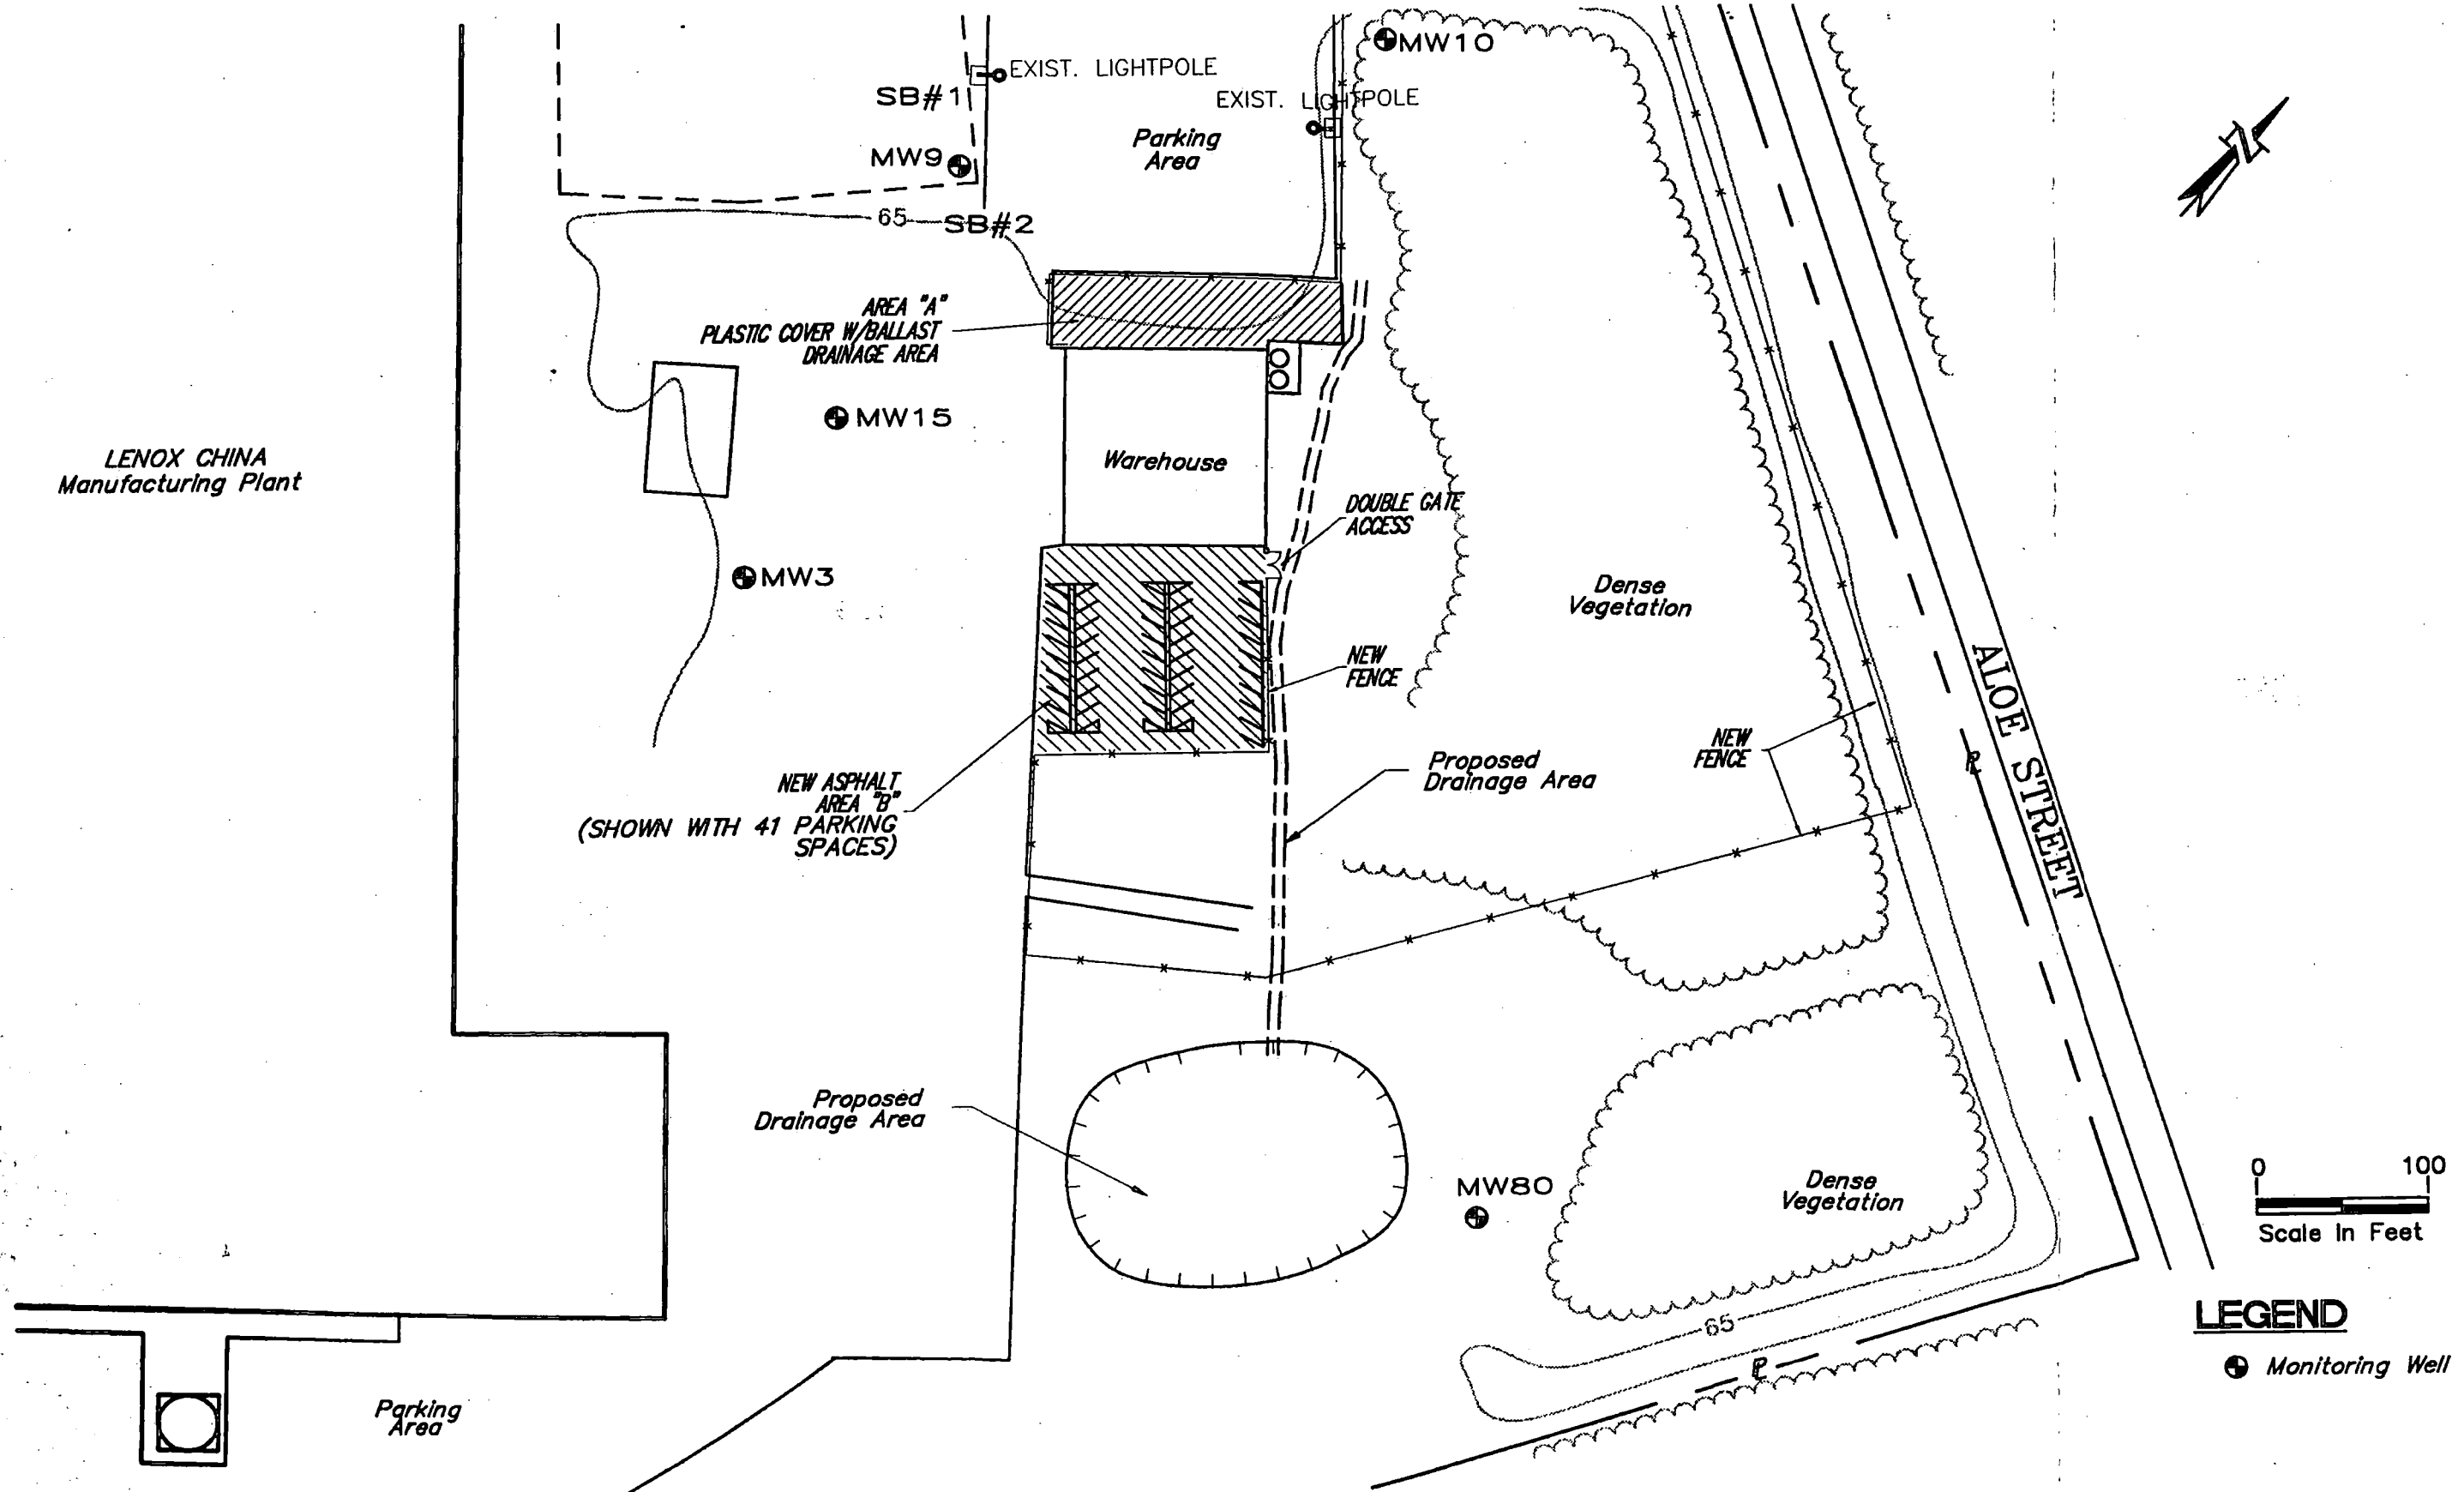 MW10
EXIST. LIGHTPOLE
SB#1
EXIST. LIGHTPOLE
Parking
Area
MW9
65
SB#2
N
AREA "A"
PLASTIC COVER W/BALLAST
DRAINAGE AREA
MW15
LENOX CHINA
Manufacturing Plant
Warehouse
DOUBLE GATE
ACCESS
MW3
Dense
Vegetation
NEW
FENCE
ALOE STREET
NEW
FENCE
Proposed
Drainage Area
PL
NEW ASPHALT
AREA "B"
(SHOWN WITH 41 PARKING
SPACES)
Proposed
Drainage Area
MW80
Dense
Vegetation
0 100
Scale In Feet
65
LEGEND
PL
Monitoring Well
Parking
Area